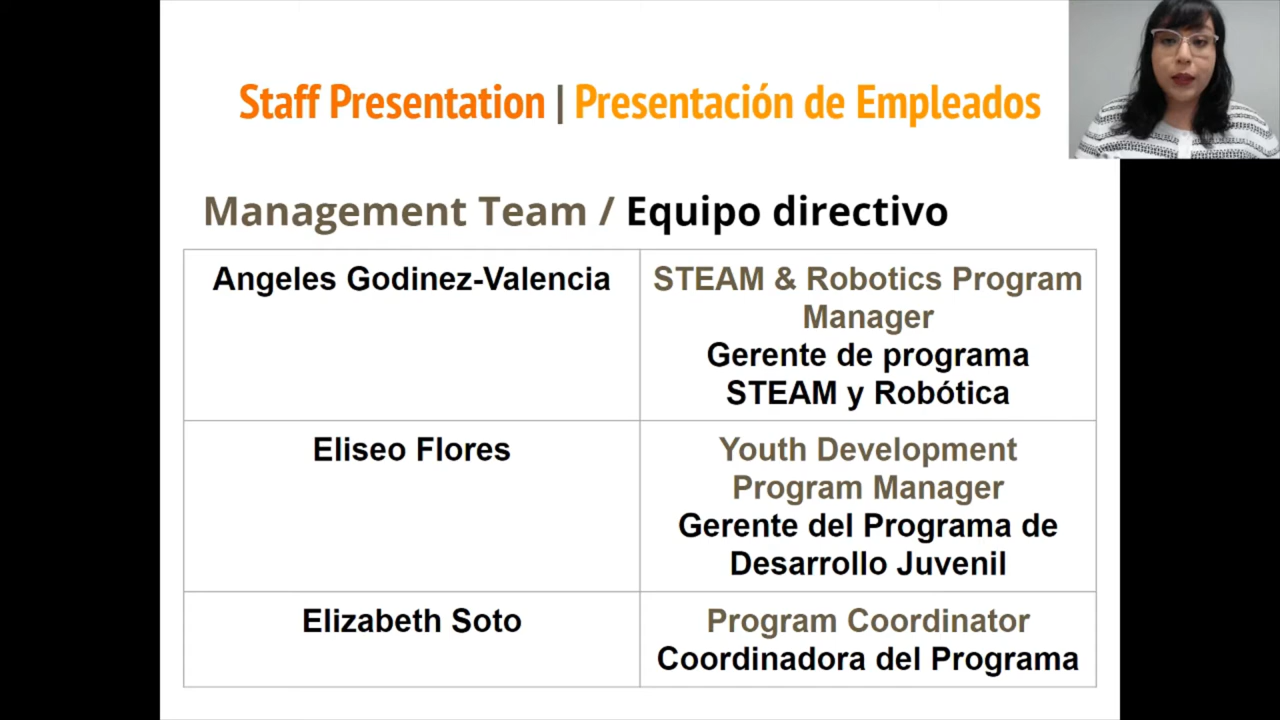 Staff Presentation | Presentación de Empleados
Management Team / Equipo directivo
Angeles Godinez-Valencia
STEAM & Robotics Program
Manager
Gerente de programa
STEAM y Robótica
Eliseo Flores
Youth Development
Program Manager
Gerente del Programa de
Desarrollo Juvenil
Elizabeth Soto
Program Coordinator
Coordinadora del Programa